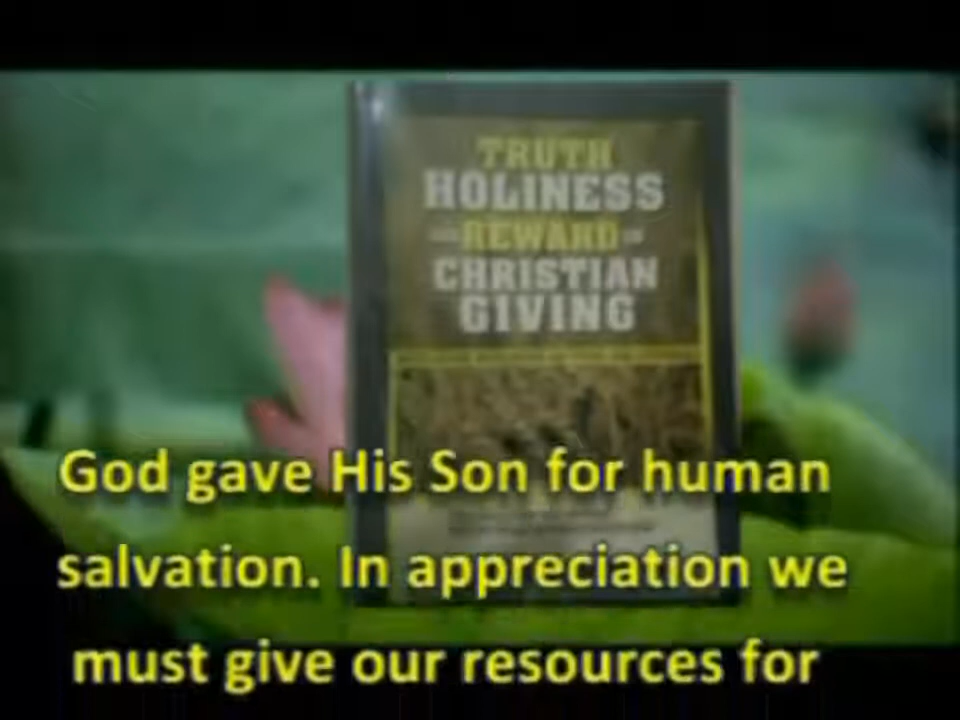 TRUTH
HOLINESS
REWARD
CHRISTIAN
GIVING
God gave His Son for human
salvation. In appreciation we
must give our resources for